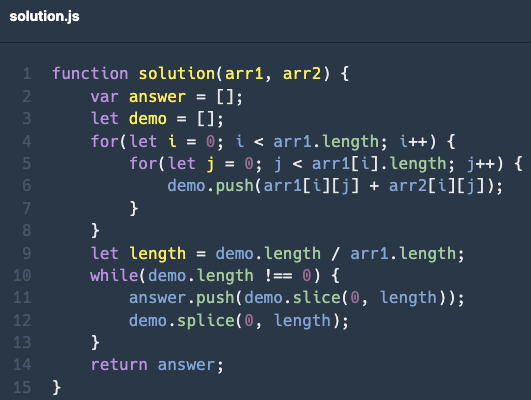 solution.js
1 function solution(arr1, arr2) {
2 var answer = [];
3 let demo = [];
4 for(let i = 0; i < arr1.length; i++) {
5 for(let j = 0; j < arr1[i].length; j++) {
6 demo.push(arr1[i][j] + arr2[i][j]);
7 }
8 }
9 let length = demo.length / arr1.length;
10 while(demo.length !== 0) {
11 answer.push(demo.slice(0, length));
12 demo.splice(0, length);
13 }
14 return answer;
15 }